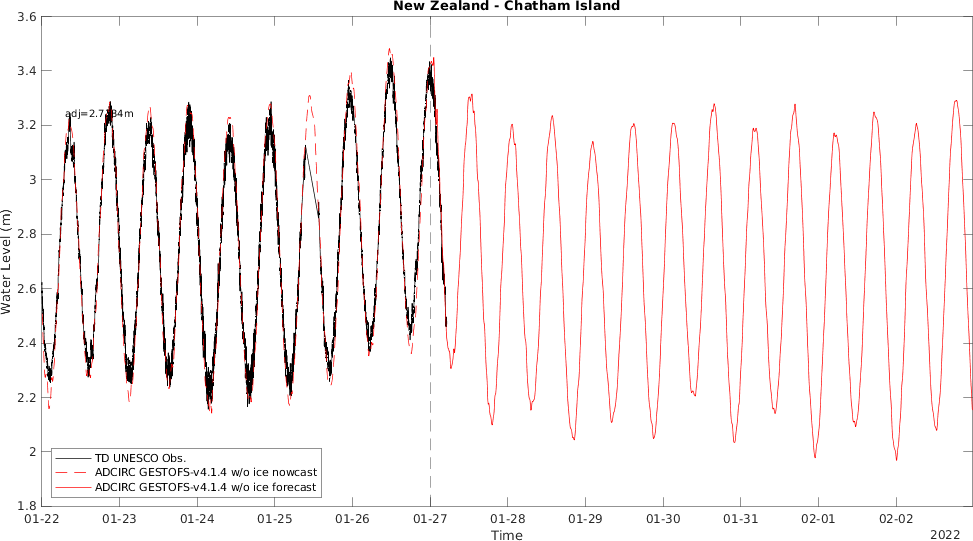 New Zealand - Chatham Island
3.6
3.4
3.2
3
2.8
2.6
2.4
2.2
2
1.8
Water Level (m)
TD UNESCO Obs.
ADCIRC GESTOFS-v4.1.4 w/o ice nowcast
ADCIRC GESTOFS-v4.1.4 w/o ice forecast
01-22 01-23 01-24 01-25 01-26 01-27 01-28 01-29 01-30 01-31 02-01 02-02
Time
2022